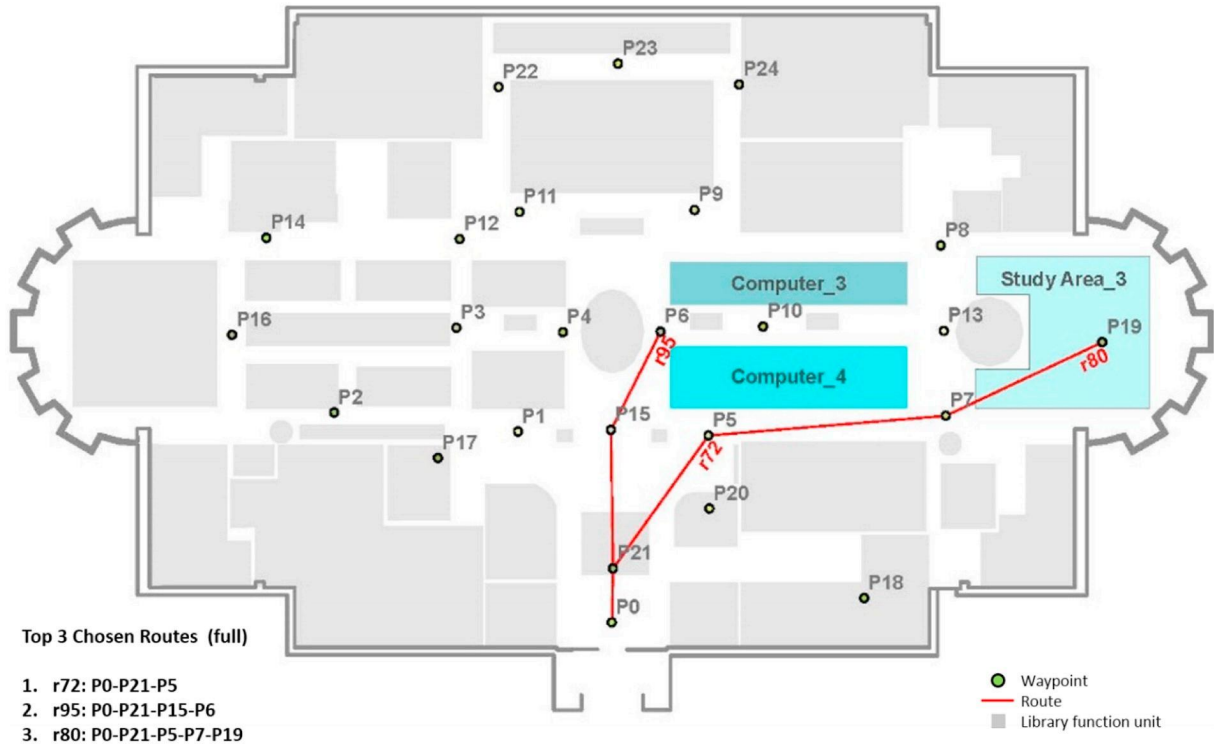 P23
P22
P24
P11
P9
P14
P12
P8
Computer_3
Study Area_3
P16
P3
P4
P6
P10
P13
P19
r95
r80
Computer_4
P2
P1
P15
P5
P7
P17
r72
P20
P21
P18
P0
Top 3 Chosen Routes (full)
1. r72: P0-P21-P5
2. r95: P0-P21-P15-P6
3. r80: P0-P21-P5-P7-P19
Waypoint
Route
Library function unit